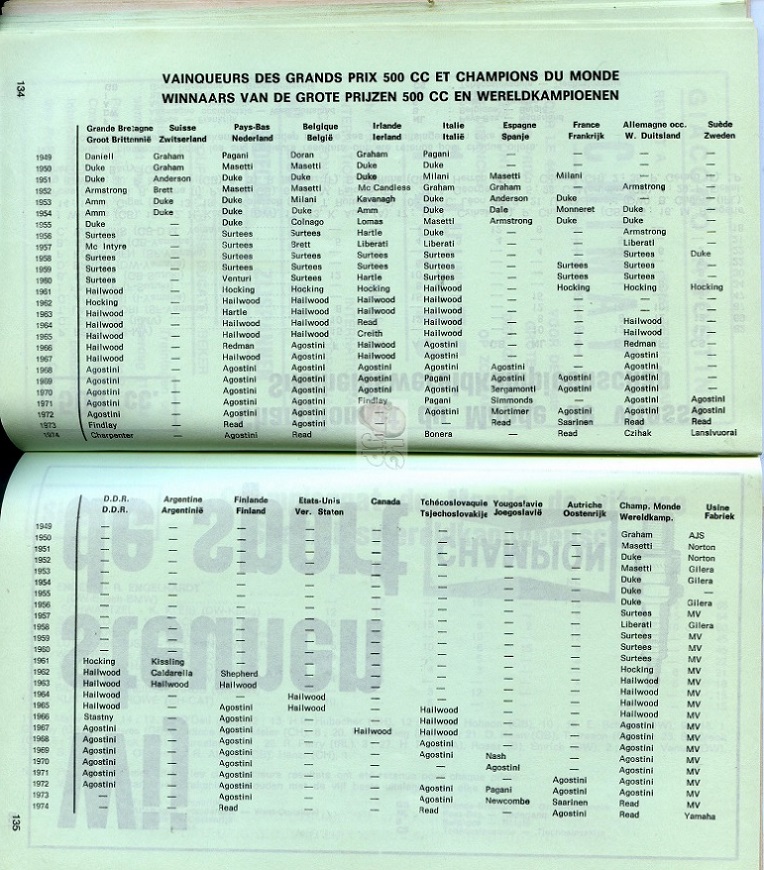 134
VAINQUEURS DES GRANDS PRIX 500 CC ET CHAMPIONS DU MONDE
WINNAARS VAN DE GROTE PRIJZEN 500 CC EN WERELDKAMPIOENEN
Grande Bretagne Suisse Pays-Bas Belgique Irlande Italie Espagne France Allemagne occ. Suède
Groot Brittannië Zwitserland Nederland België Ierland Italië Spanje Frankrijk W. Duitsland Zweden
1949 Daniell Graham Pagani Doran Graham Pagani — — — —
1950 Duke Graham Masetti Masetti Duke Duke — — — —
1951 Duke Anderson Duke Duke Duke Milani Masetti Milani — —
1952 Armstrong Brett Masetti Masetti Mc Candless Graham Graham — Armstrong —
1953 Amm Duke Duke Milani Kavanagh Duke Anderson Duke — —
1954 Amm Duke Duke Duke Amm Duke Dale Monneret Duke —
1955 Duke — Duke Colnago Lomas Masetti Armstrong Duke Duke —
1956 Surtees — Surtees Surtees Hartle Duke — — Armstrong —
1957 Mc Intyre — Surtees Brett Liberati Liberati — — Liberati —
1958 Surtees — Surtees Surtees Surtees Surtees — — Surtees Duke
1959 Surtees — Surtees Surtees Surtees Surtees — Surtees Surtees —
1960 Surtees — Venturi Surtees Hartle Surtees — Surtees Surtees —
1961 Hailwood — Hocking Hocking Hocking Hailwood — Hocking Hocking Hocking
1962 Hocking — Hailwood Hailwood Hailwood Hailwood — — — —
1963 Hailwood — Hartle Hailwood Hailwood Hailwood — — — —
1964 Hailwood — Hailwood Hailwood Read Hailwood — — Hailwood —
1965 Hailwood — Hailwood Hailwood Creith Hailwood — — Hailwood —
1966 Hailwood — Redman Agostini Hailwood Agostini — — Redman —
1967 Hailwood — Hailwood Agostini Hailwood Agostini — — Agostini —
1968 Agostini — Agostini Agostini Agostini Agostini Agostini — Agostini —
1969 Agostini — Agostini Agostini Agostini Pagani Agostini Agostini Agostini —
1970 Agostini — Agostini Agostini Agostini Agostini Bergamonti Agostini Agostini —
1971 Agostini — Agostini Agostini Findlay Pagani Simmonds — Agostini Agostini
1972 Agostini — Agostini Agostini Agostini Agostini Mortimer Agostini Agostini Agostini
1973 Findlay — Read Read — — Read Saarinen Read Read
1974 Charpenter — Agostini Read — Bonera — Read Czihak Lansivuorai
D.D.R. Argentine Finlande Etats-Unis Canada Tchécoslovaquie Yougoslavie Autriche Champ. Monde Usine
D.D.R. Argentinië Finland Ver. Staton Tsjechoslovakije Joegoslavië Oostenrijk Wereldkamp. Fabriek
1949 — — — — — — — — Graham AJS
1950 — — — — — — — — Masetti Norton
1951 — — — — — — — — Duke Norton
1952 — — — — — — — — Masetti Gilera
1953 — — — — — — — — Duke Gilera
1954 — — — — — — — — Duke —
1955 — — — — — — — — Duke Gilera
1956 — — — — — — — — Surtees MV
1957 — — — — — — — — Liberati Gilera
1958 — — — — — — — — Surtees MV
1959 — — — — — — — — Surtees MV
1960 — — — — — — — — Surtees MV
1961 Hocking Kissling — — — — — — Hocking MV
1962 Hailwood Caldarella Shepherd — — — — — Hailwood MV
1963 Hailwood Hailwood Hailwood — — — — — Hailwood MV
1964 Hailwood — — Hailwood — — — — Hailwood MV
1965 Hailwood — Agostini Hailwood — Hailwood — — Hailwood MV
1966 Staatny — Agostini — — Hailwood — — Agostini MV
1967 Agostini — Agostini — Hailwood Hailwood — — Agostini MV
1968 Agostini — Agostini — — Agostini — — Agostini MV
1969 Agostini — Agostini — — Agostini Nash — Agostini MV
1970 Agostini — Agostini — — — Agostini — Agostini MV
1971 Agostini — Agostini — — — — Agostini Agostini MV
1972 Agostini — Agostini — — Agostini Pagani Agostini Agostini MV
1973 — — Agostini — — Agostini Newcombe Saarinen Read MV
1974 — — Read — — Read — Agostini Read Yamaha
135